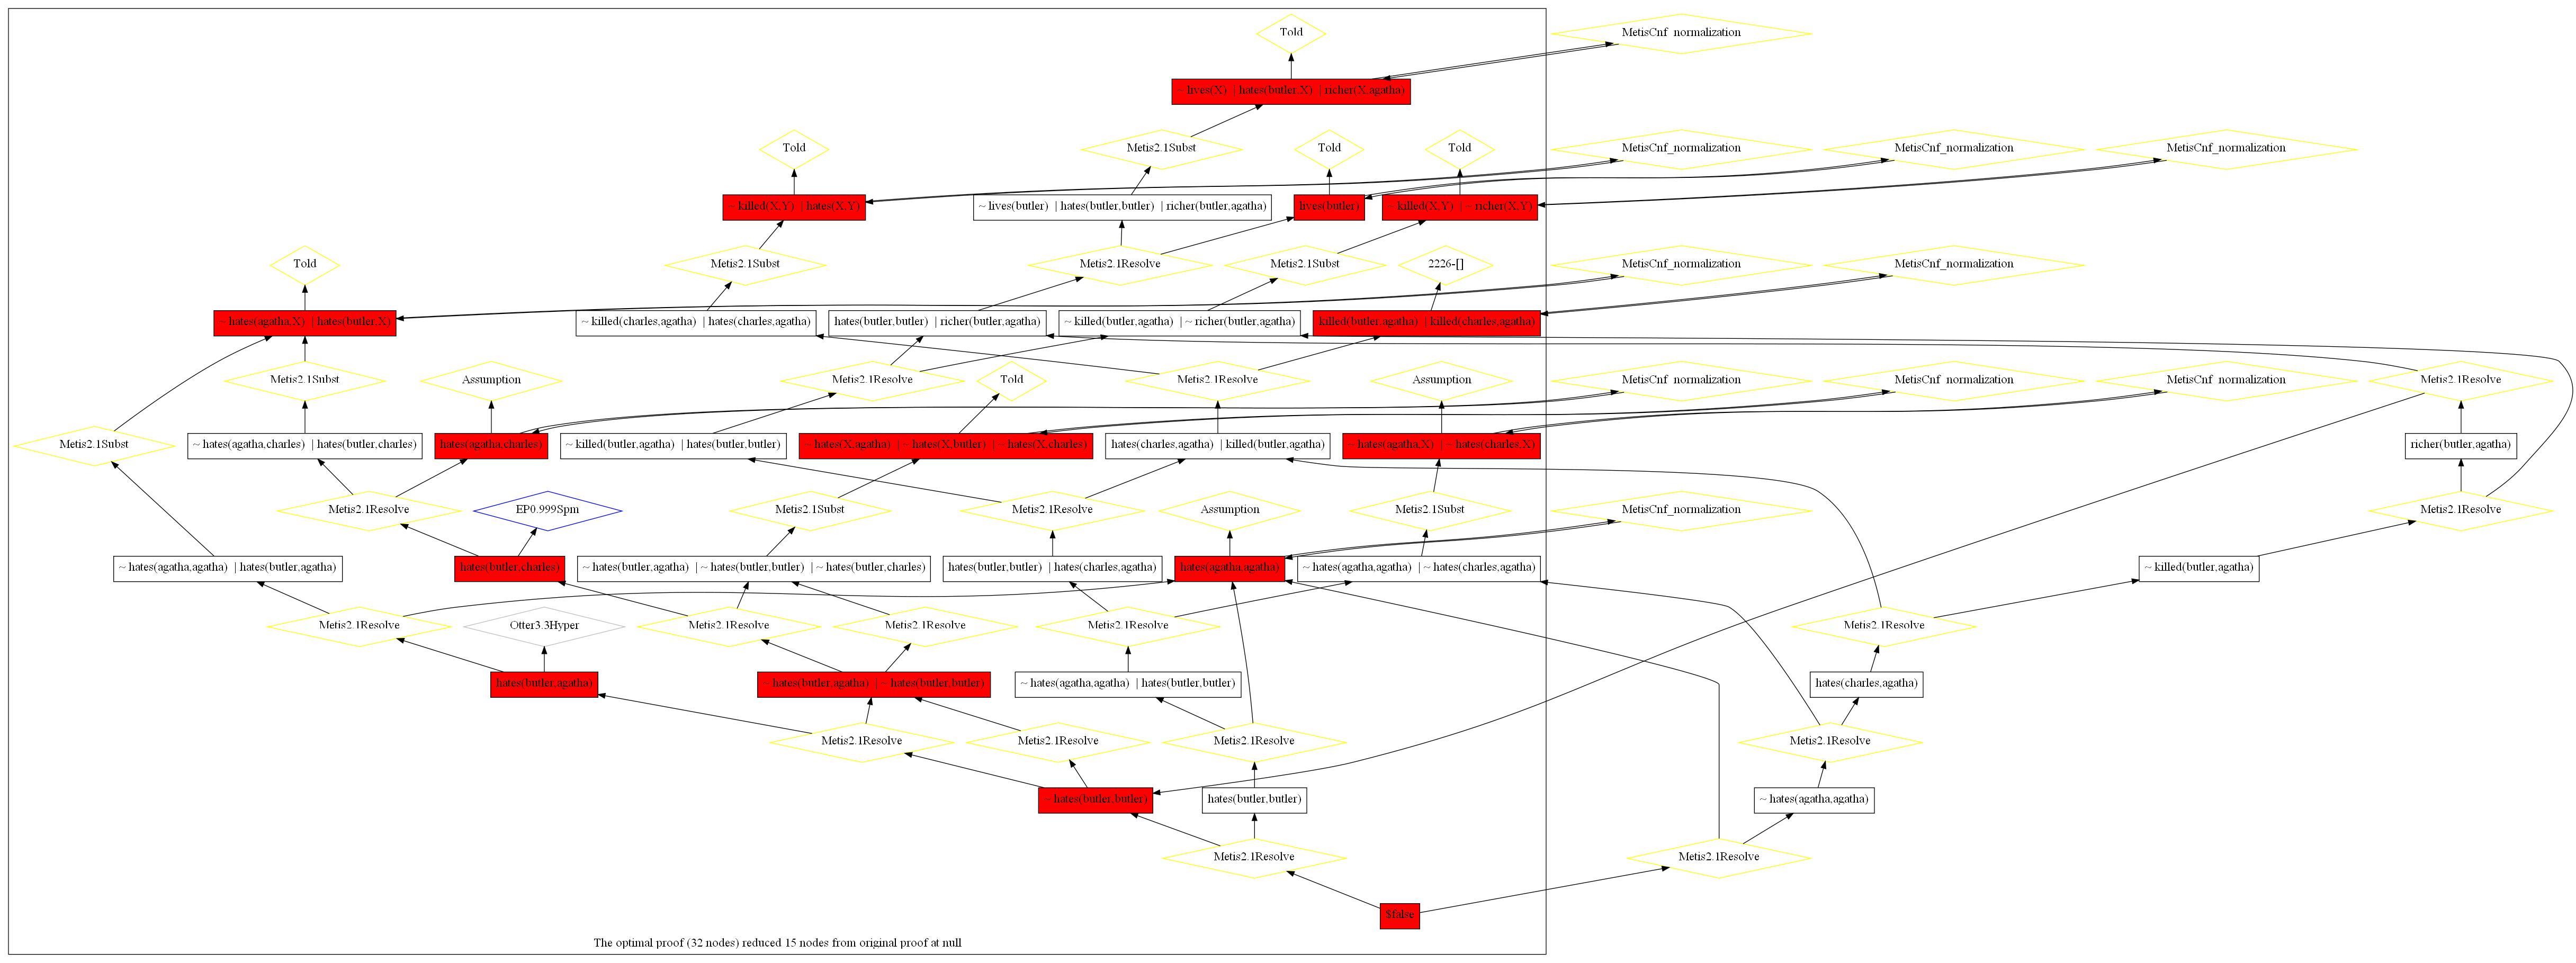 Told
MetisCnf_normalization
~ lives(X) | hates(butler,X) | richer(X,agatha)
Told
Metis2.1Subst
Told
Told
MetisCnf_normalization
MetisCnf_normalization
MetisCnf_normalization
~ killed(X,Y) | hates(X,Y)
~ lives(butler) | hates(butler,butler) | richer(butler,agatha)
lives(butler)
~ killed(X,Y) | ~ richer(X,Y)
Told
Metis2.1Subst
Metis2.1Resolve
Metis2.1Subst
2226-[]
MetisCnf_normalization
MetisCnf_normalization
~ hates(agatha,X) | hates(butler,X)
~ killed(charles,agatha) | hates(charles,agatha)
hates(butler,butler) | richer(butler,agatha)
~ killed(butler,agatha) | ~ richer(butler,agatha)
killed(butler,agatha) | killed(charles,agatha)
Metis2.1Subst
Assumption
Metis2.1Resolve
Told
Metis2.1Resolve
Assumption
MetisCnf_normalization
MetisCnf_normalization
MetisCnf_normalization
Metis2.1Resolve
Metis2.1Subst
~ hates(agatha,charles) | hates(butler,charles)
hates(agatha,charles)
~ killed(butler,agatha) | hates(butler,butler)
~ hates(X,agatha) | ~ hates(X,butler) | ~ hates(X,charles)
hates(charles,agatha) | killed(butler,agatha)
~ hates(agatha,X) | ~ hates(charles,X)
richer(butler,agatha)
Metis2.1Resolve
EP0.999Spm
Metis2.1Subst
Metis2.1Resolve
Assumption
Metis2.1Subst
MetisCnf_normalization
Metis2.1Resolve
~ hates(agatha,agatha) | hates(butler,agatha)
hates(butler,charles)
~ hates(butler,agatha) | ~ hates(butler,butler) | ~ hates(butler,charles)
hates(butler,butler) | hates(charles,agatha)
hates(agatha,agatha)
~ hates(agatha,agatha) | ~ hates(charles,agatha)
~ killed(butler,agatha)
Metis2.1Resolve
Otter3.3Hyper
Metis2.1Resolve
Metis2.1Resolve
Metis2.1Resolve
Metis2.1Resolve
hates(butler,agatha)
~ hates(butler,agatha) | ~ hates(butler,butler)
~ hates(agatha,agatha) | hates(butler,butler)
hates(charles,agatha)
Metis2.1Resolve
Metis2.1Resolve
Metis2.1Resolve
Metis2.1Resolve
~ hates(butler,butler)
hates(butler,butler)
~ hates(agatha,agatha)
Metis2.1Resolve
Metis2.1Resolve
$false
The optimal proof (32 nodes) reduced 15 nodes from original proof at null